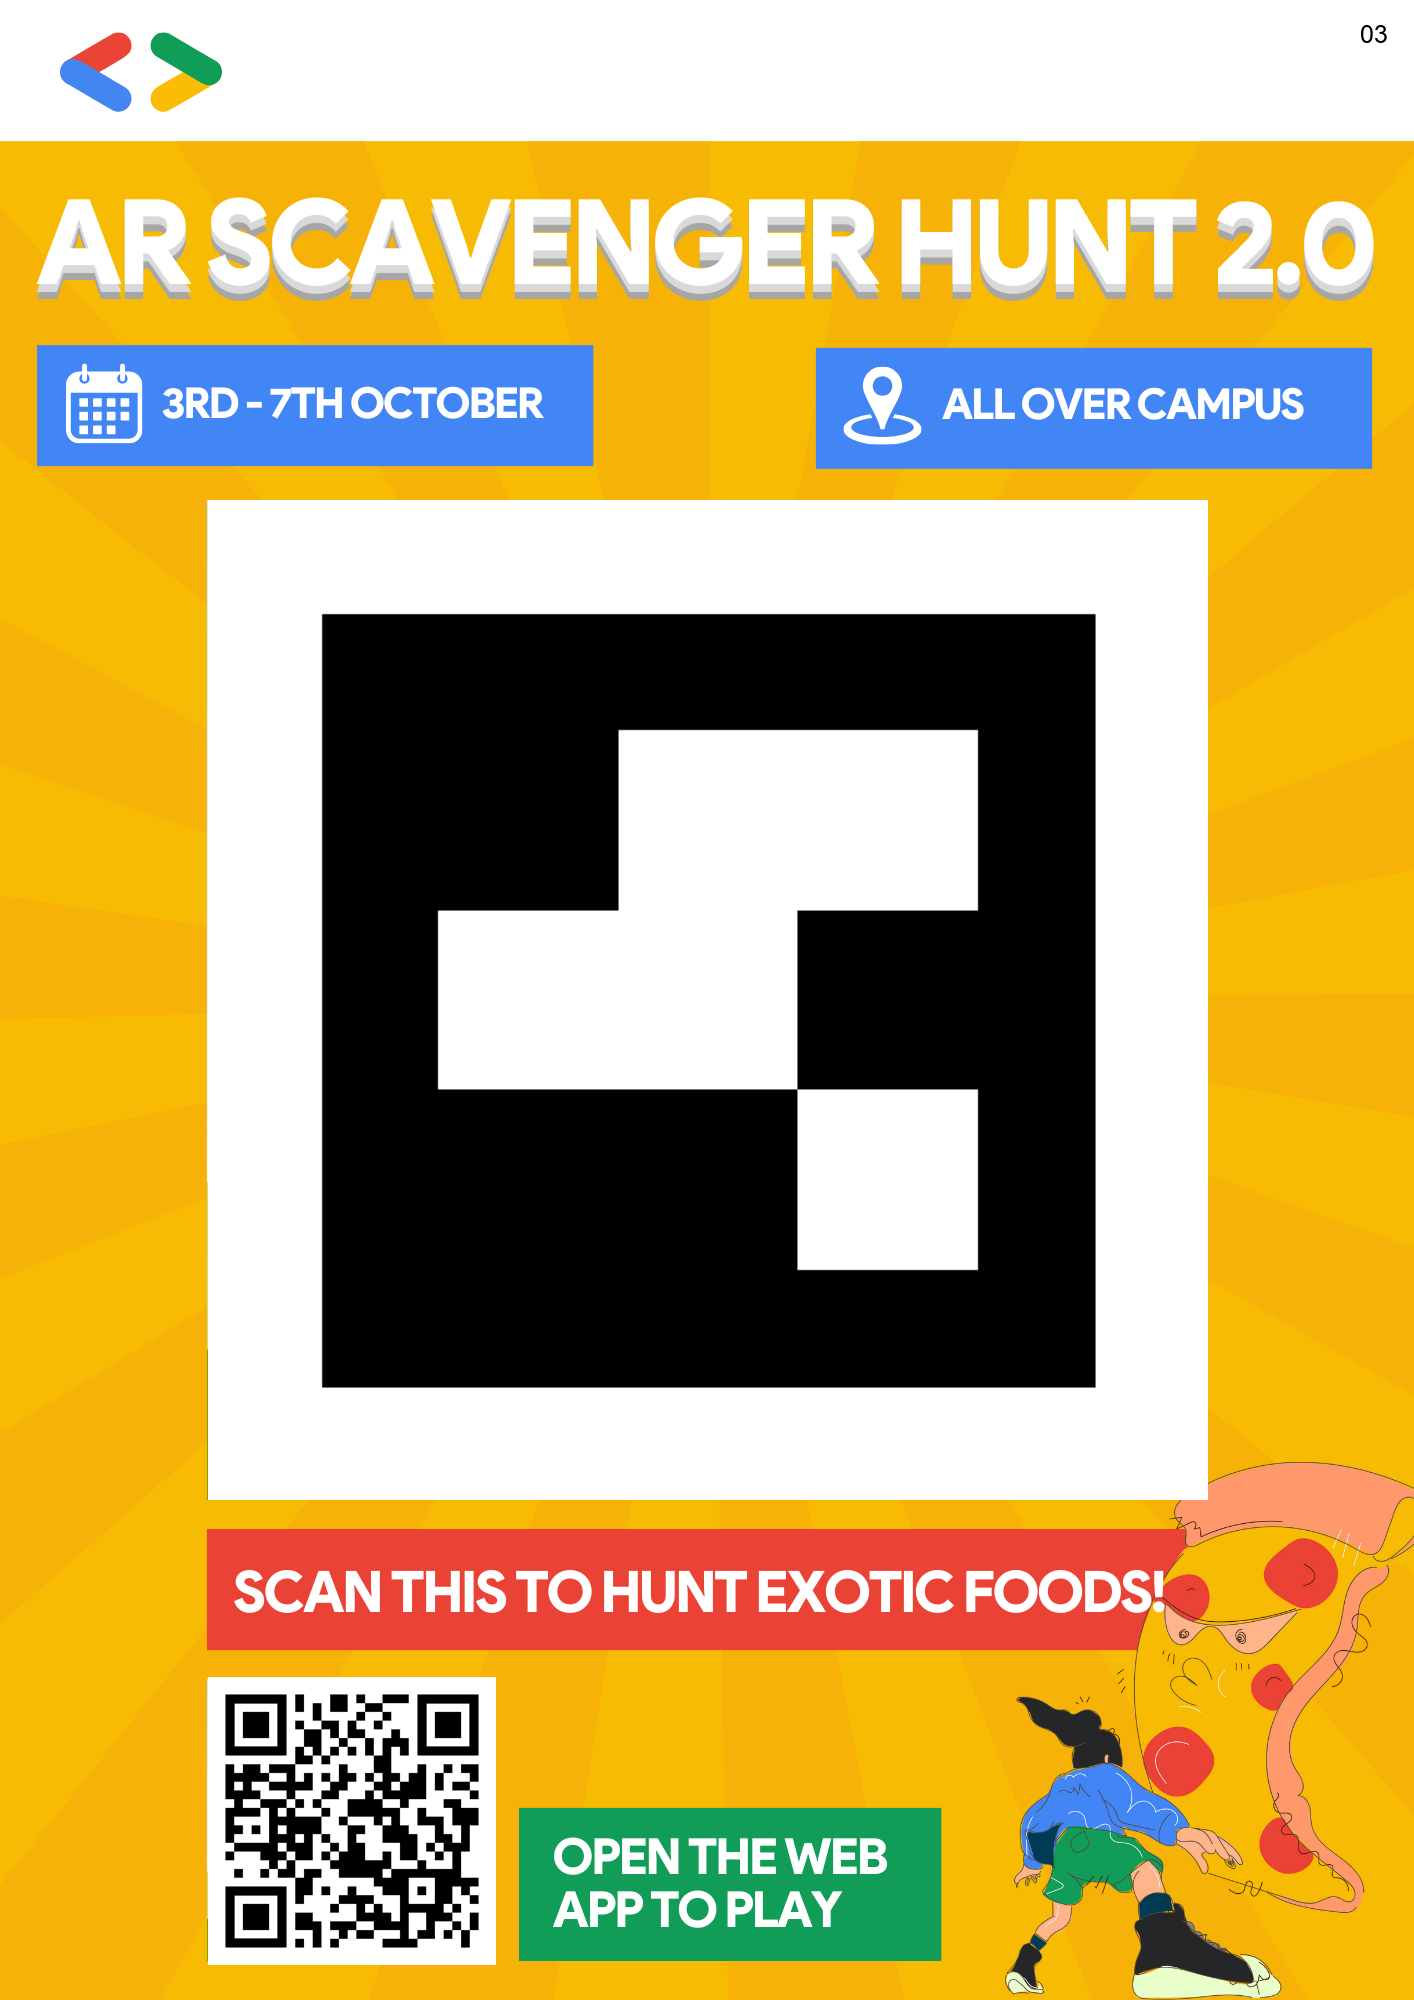 03
AR SCAVENGER HUNT 2.0
3RD - 7TH OCTOBER
ALL OVER CAMPUS
SCAN THIS TO HUNT EXOTIC FOODS!
OPEN THE WEB
APP TO PLAY